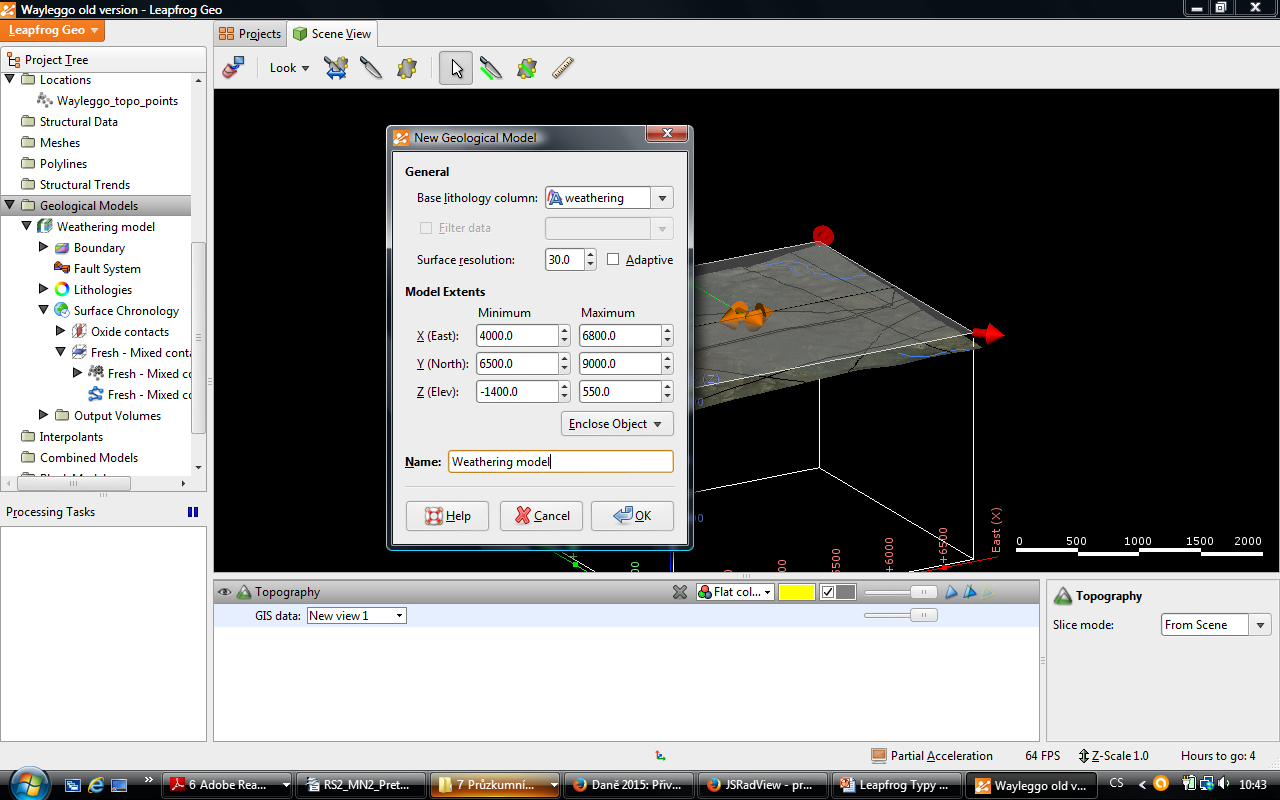 Wayleggo old version - Leapfrog Geo
Leapfrog Geo
Projects
Scene View
Project Tree
Look
Locations
Wayleggo_topo_points
Structural Data
Meshes
Polylines
Structural Trends
Geological Models
Weathering model
Boundary
Fault System
Lithologies
Surface Chronology
Oxide contacts
Fresh - Mixed conta
Fresh - Mixed co
Fresh - Mixed co
Output Volumes
Interpolants
Combined Models
Processing Tasks
New Geological Model
General
Base lithology column: weathering
Filter data
Surface resolution: 30.0 Adaptive
Model Extents
Minimum Maximum
X (East): 4000.0 6800.0
Y (North): 6500.0 9000.0
Z (Elev): -1400.0 550.0
Enclose Object
Name: Weathering model
Help Cancel OK
(Z)
+6000
+6500
East (X)
0 500 1000 1500 2000
Topography
Flat col...
GIS data: New view 1
Topography
Slice mode: From Scene
Partial Acceleration 64 FPS Z-Scale 1.0 Hours to go: 4
6 Adobe Rea... RS2_MN2_Pret... 7 Průzkumní... Daně 2015: Přív... JSRadView - pr... Leapfrog Typy ... Wayleggo old v... CS 10:43